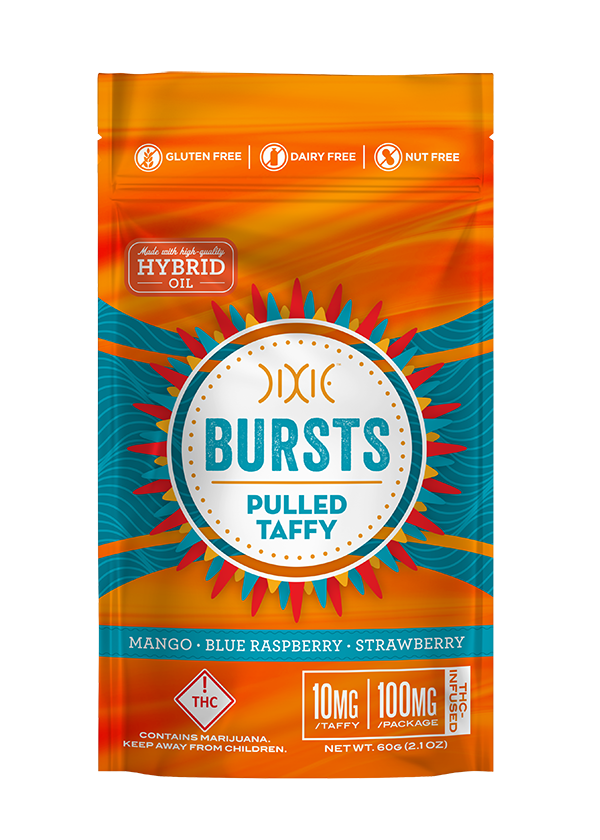 GLUTEN FREE | DAIRY FREE | NUT FREE
Made with high-quality
HYBRID
OIL
DIXIE™
BURSTS
PULLED
TAFFY
MANGO · BLUE RASPBERRY · STRAWBERRY
!
THC
CONTAINS MARIJUANA.
KEEP AWAY FROM CHILDREN.
10MG
/TAFFY
100MG
/PACKAGE
THC-
INFUSED
NET WT. 60G (2.1 OZ)